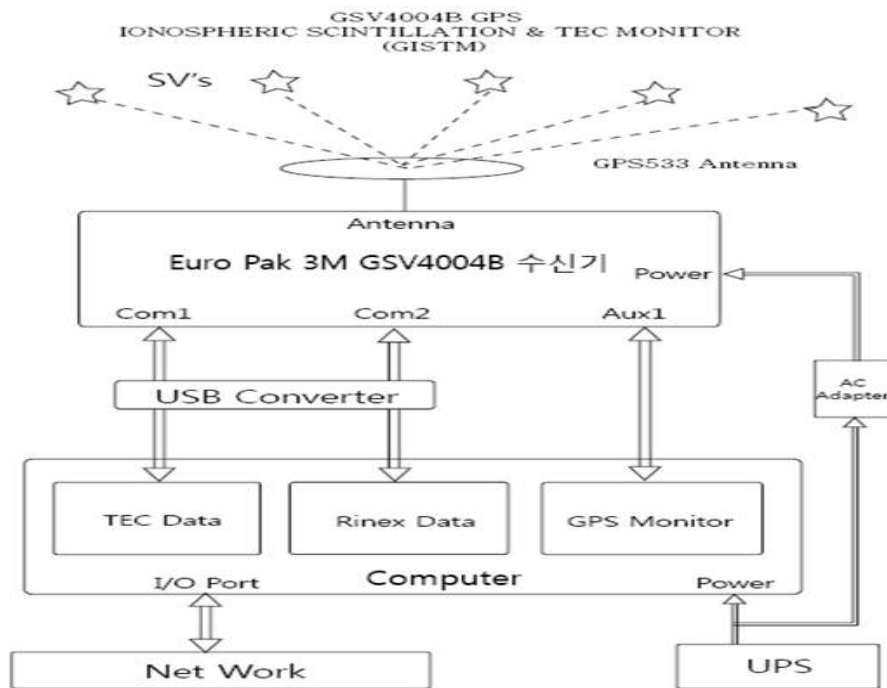 GSV4004B GPS
IONOSPHERIC SCINTILLATION & TEC MONITOR
(GISTM)
SV's
GPS533 Antenna
Antenna
Euro Pak 3M GSV4004B 수신기
Power
Com1
Com2
Aux1
USB Converter
AC
Adapter
TEC Data
Rinex Data
GPS Monitor
I/O Port
Computer
Power
Net Work
UPS